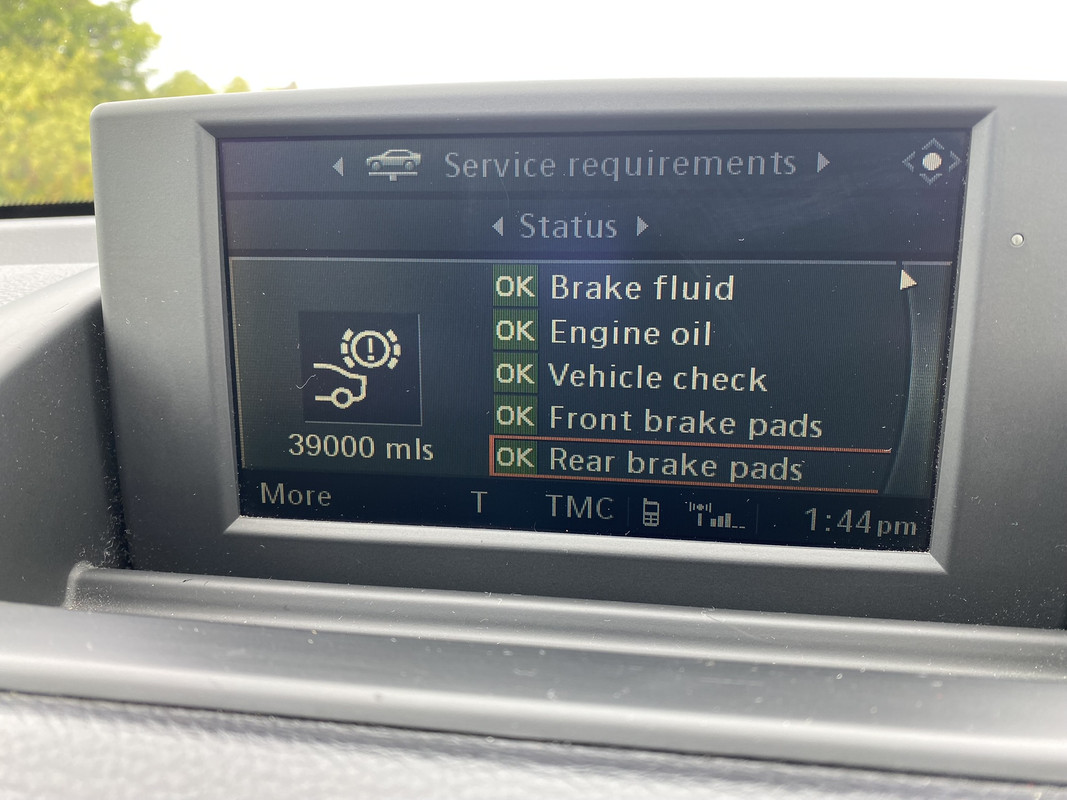 Service requirements
Status
OK Brake fluid
OK Engine oil
OK Vehicle check
OK Front brake pads
OK Rear brake pads
39000 mls
More T TMC 1:44pm